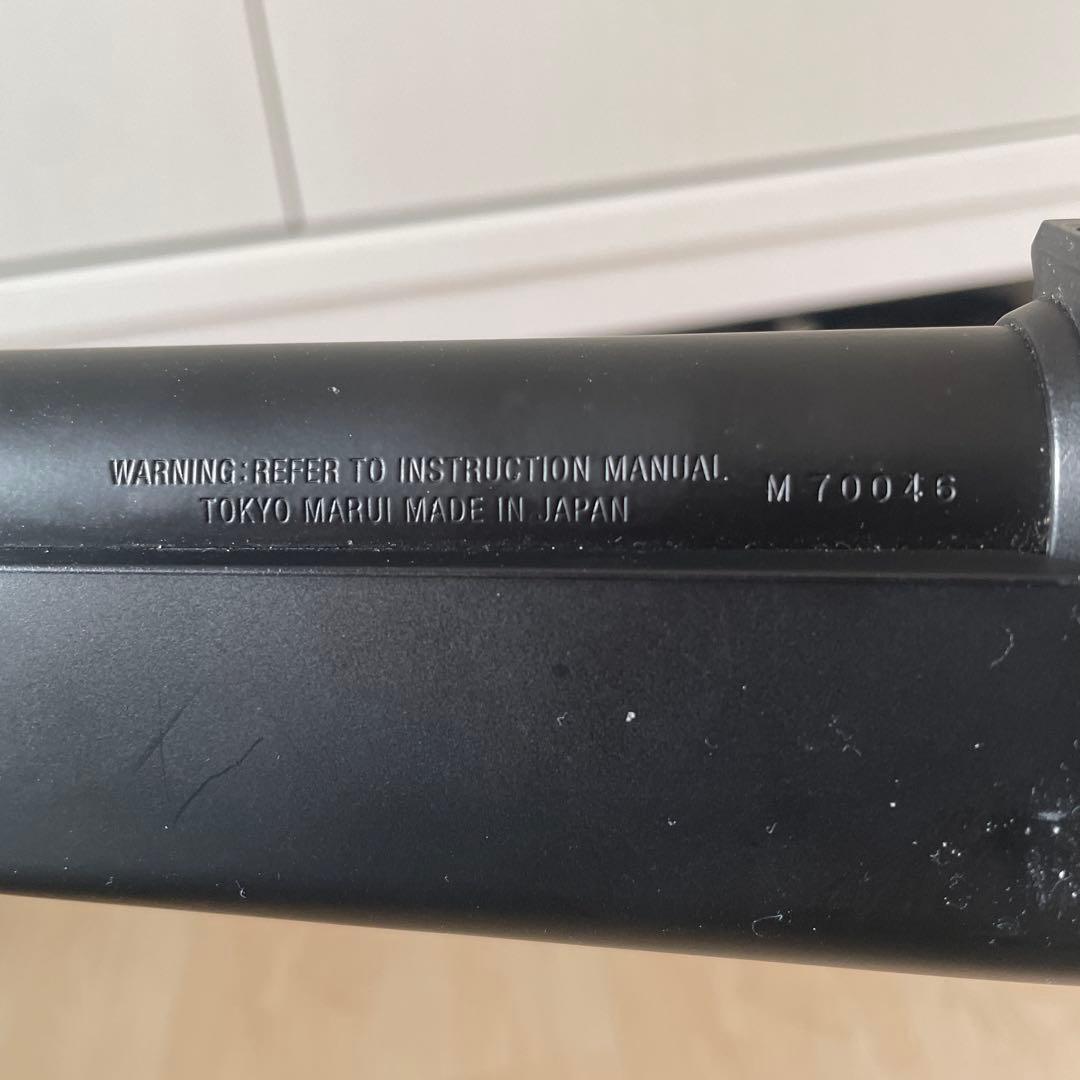 WARNING:REFER TO INSTRUCTION MANUAL
TOKYO MARUI MADE IN JAPAN
M 70046